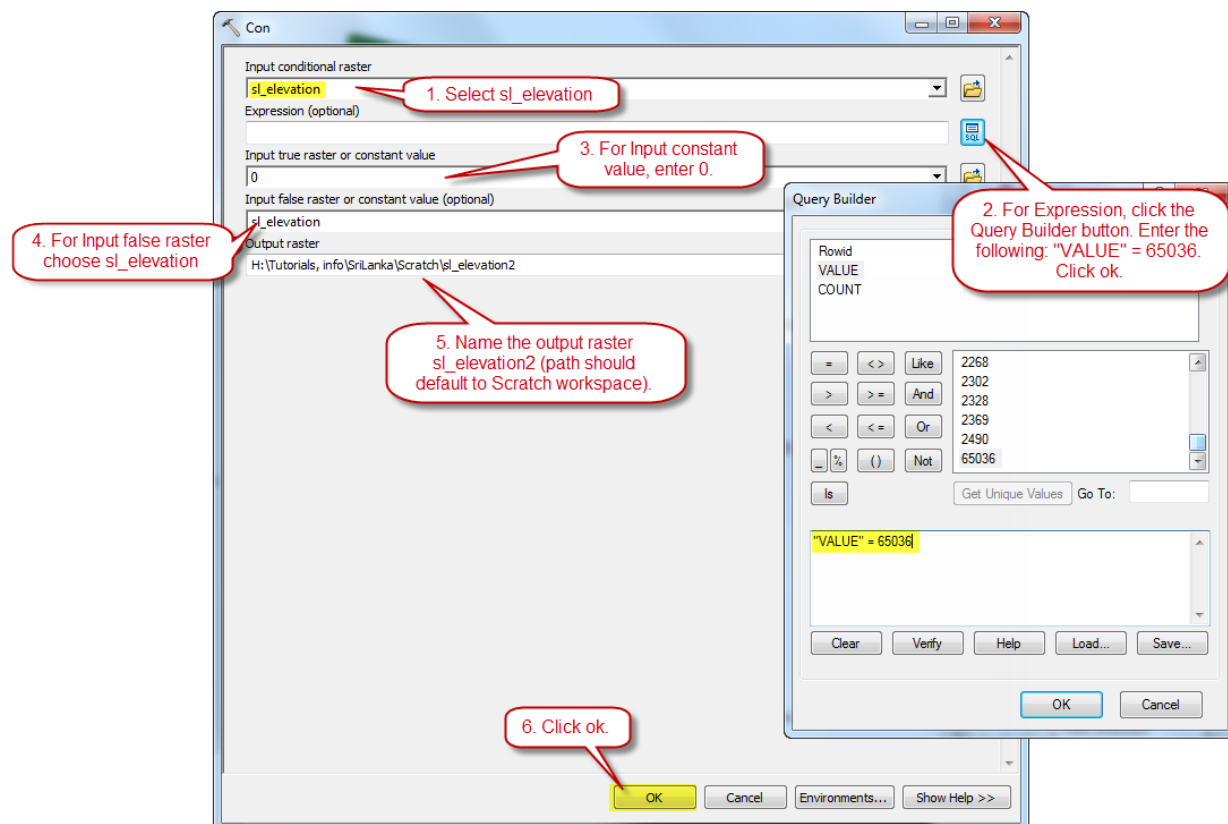 Con
Input conditional raster
sl_elevation
1. Select sl_elevation
Expression (optional)
SQL
Input true raster or constant value
0
3. For Input constant
value, enter 0.
Input false raster or constant value (optional)
sl_elevation
4. For Input false raster
choose sl_elevation
Output raster
H:\Tutorials, info\SriLanka\Scratch\sl_elevation2
5. Name the output raster
sl_elevation2 (path should
default to Scratch workspace).
Query Builder
2. For Expression, click the
Query Builder button. Enter the
following: "VALUE" = 65036.
Click ok.
Rowid
VALUE
COUNT
= < > Like
> > = And
< < = Or
_ % ( ) Not
Is
2268
2302
2328
2369
2490
65036
Get Unique Values Go To:
"VALUE" = 65036
Clear Verify Help Load... Save...
OK Cancel
6. Click ok.
OK Cancel Environments... Show Help >>